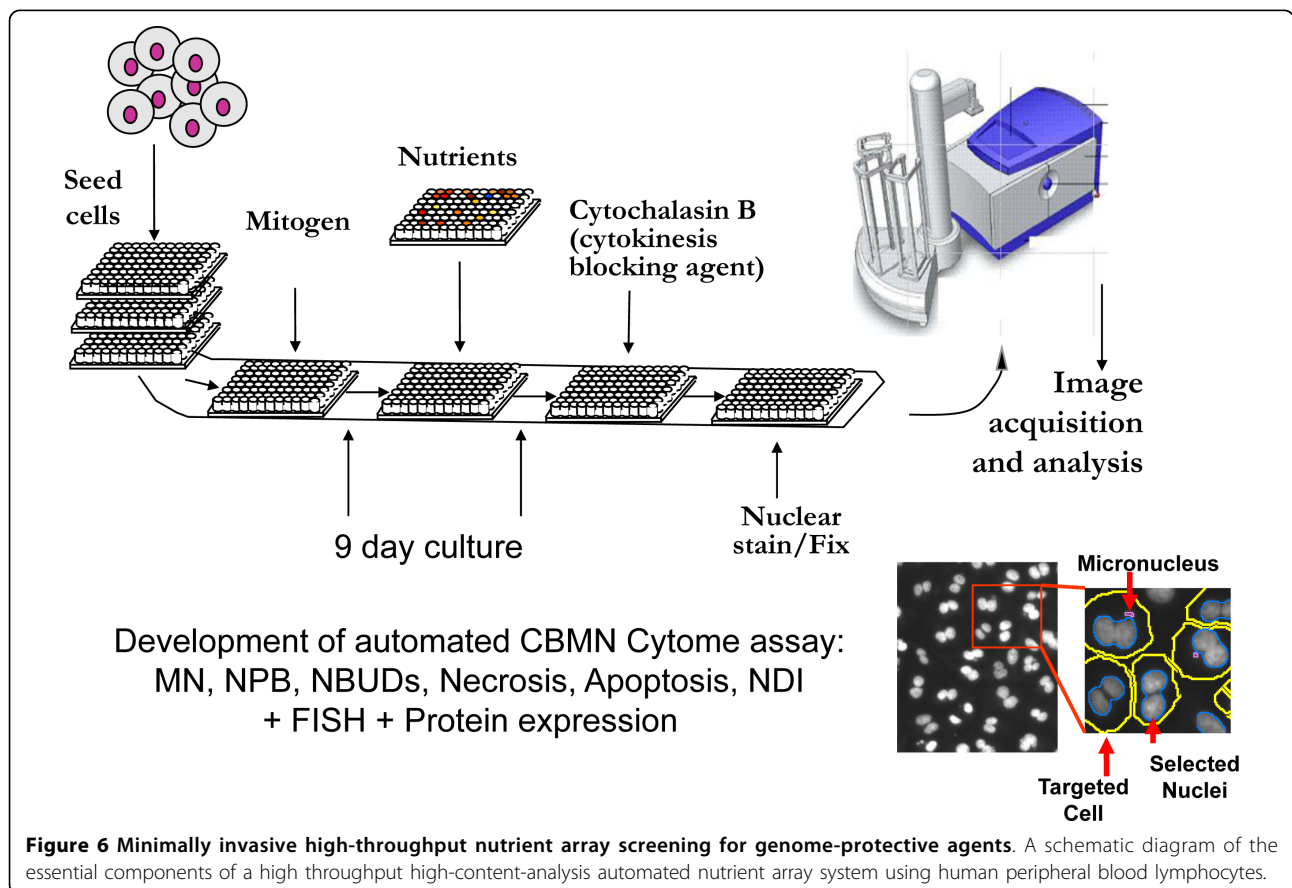 Seed
cells
Mitogen
Nutrients
Cytochalasin B
(cytokinesis
blocking agent)
Image
acquisition
and analysis
9 day culture
Nuclear
stain/Fix
Development of automated CBMN Cytome assay:
MN, NPB, NBUDs, Necrosis, Apoptosis, NDI
+ FISH + Protein expression
Micronucleus
Targeted
Cell
Selected
Nuclei
Figure 6 Minimally invasive high-throughput nutrient array screening for genome-protective agents. A schematic diagram of the
essential components of a high throughput high-content-analysis automated nutrient array system using human peripheral blood lymphocytes.